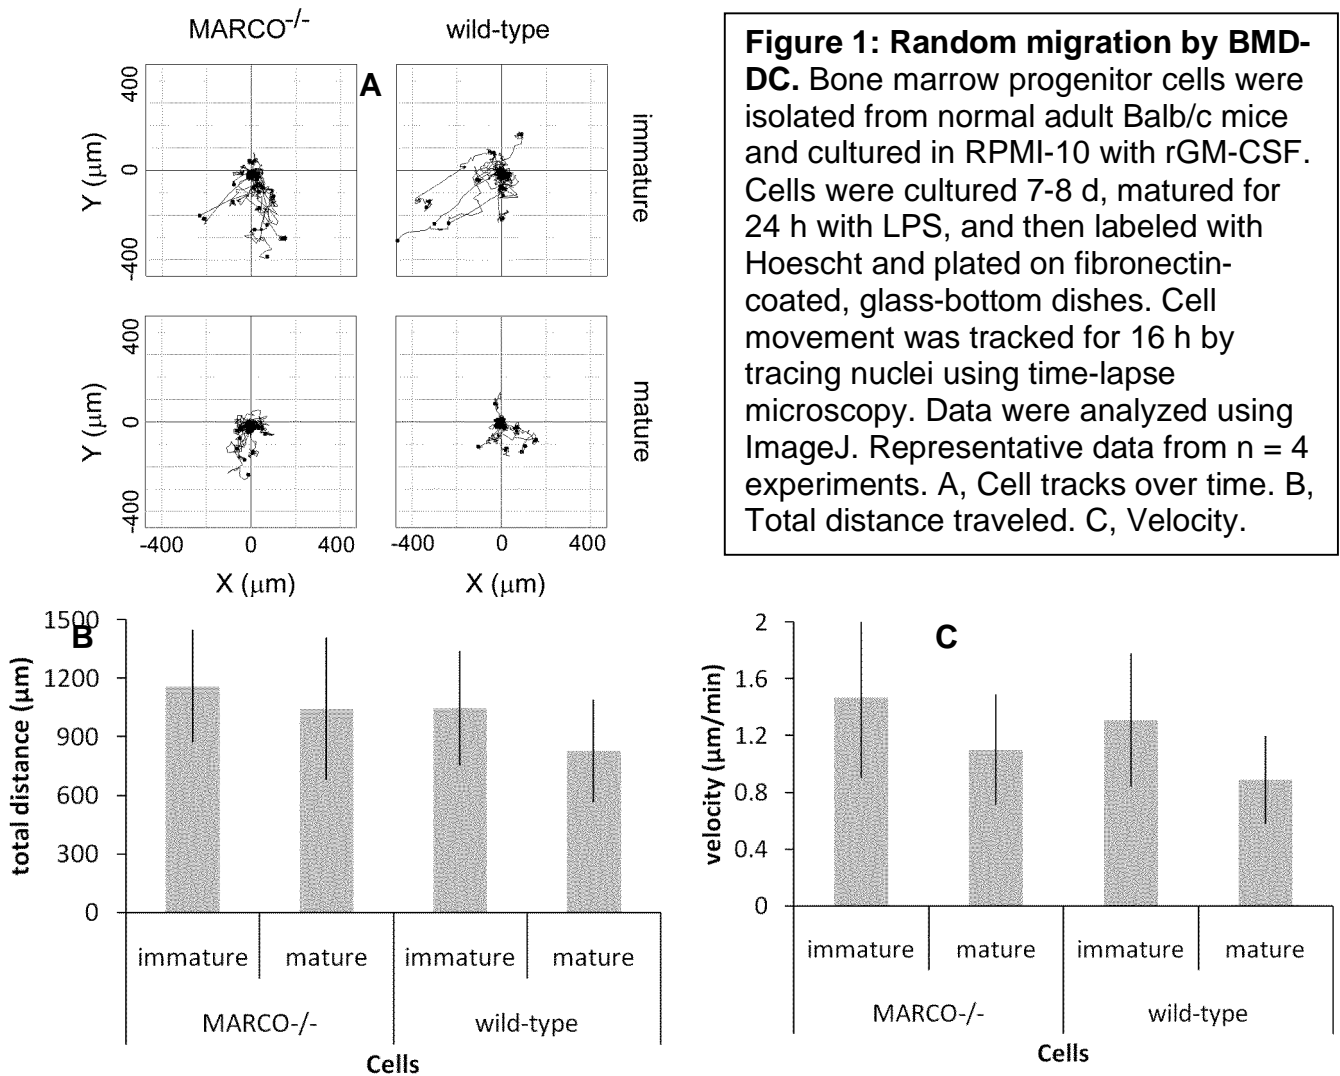 MARCO-/-
wild-type
A
400
0
-400
Y (µm)
immature
400
0
-400
Y (µm)
mature
-400 0 400
-400 0 400
X (µm)
X (µm)
Figure 1: Random migration by BMD-
DC. Bone marrow progenitor cells were
isolated from normal adult Balb/c mice
and cultured in RPMI-10 with rGM-CSF.
Cells were cultured 7-8 d, matured for
24 h with LPS, and then labeled with
Hoescht and plated on fibronectin-
coated, glass-bottom dishes. Cell
movement was tracked for 16 h by
tracing nuclei using time-lapse
microscopy. Data were analyzed using
ImageJ. Representative data from n = 4
experiments. A, Cell tracks over time. B,
Total distance traveled. C, Velocity.
B
1500
1200
900
600
300
0
total distance (µm)
immature mature immature mature
MARCO-/- wild-type
Cells
C
2
1.6
1.2
0.8
0.4
0
velocity (µm/min)
immature mature immature mature
MARCO-/- wild-type
Cells